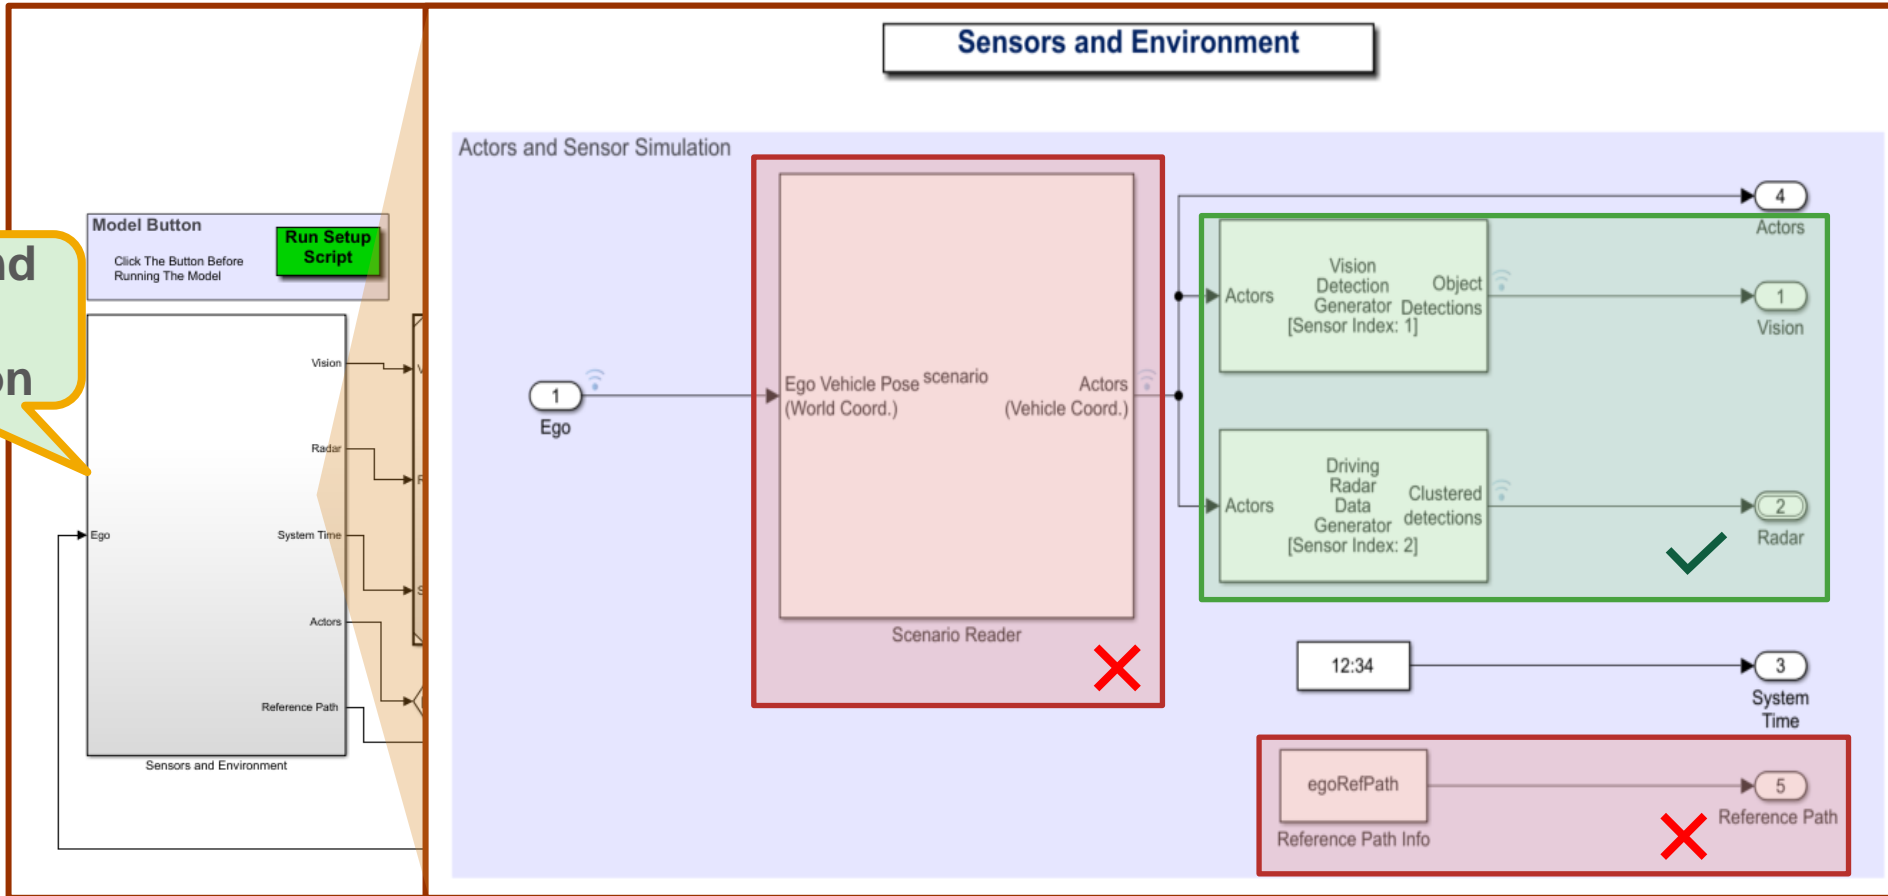 Sensors and Environment
Model Button
Click The Button Before
Running The Model
Run Setup
Script
Vision
Radar
Ego
System Time
Actors
Reference Path
Sensors and Environment
Actors and Sensor Simulation
1
Ego
Ego Vehicle Pose
(World Coord.)
scenario
Actors
(Vehicle Coord.)
Scenario Reader
Actors
Vision
Detection
Generator
[Sensor Index: 1]
Object
Detections
Actors
Driving
Radar
Data
Generator
[Sensor Index: 2]
Clustered
detections
4
Actors
1
Vision
2
Radar
12:34
3
System
Time
egoRefPath
Reference Path Info
5
Reference Path